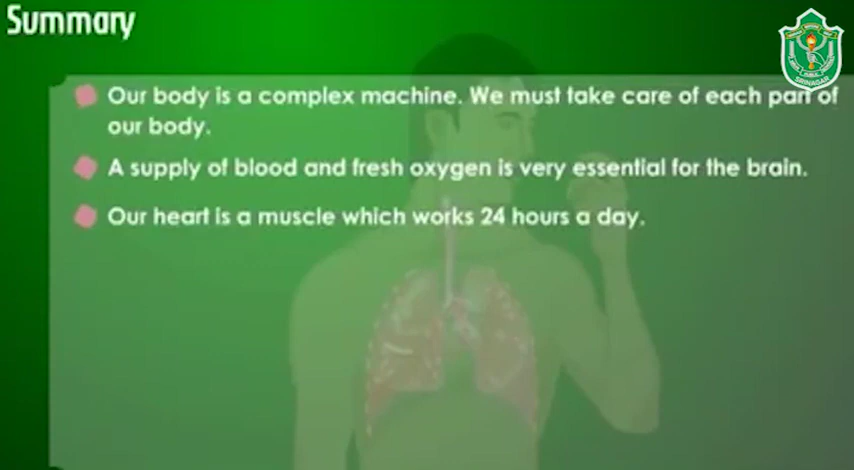 Summary
Our body is a complex machine. We must take care of each part of
our body.
A supply of blood and fresh oxygen is very essential for the brain.
Our heart is a muscle which works 24 hours a day.
SRINAGAR